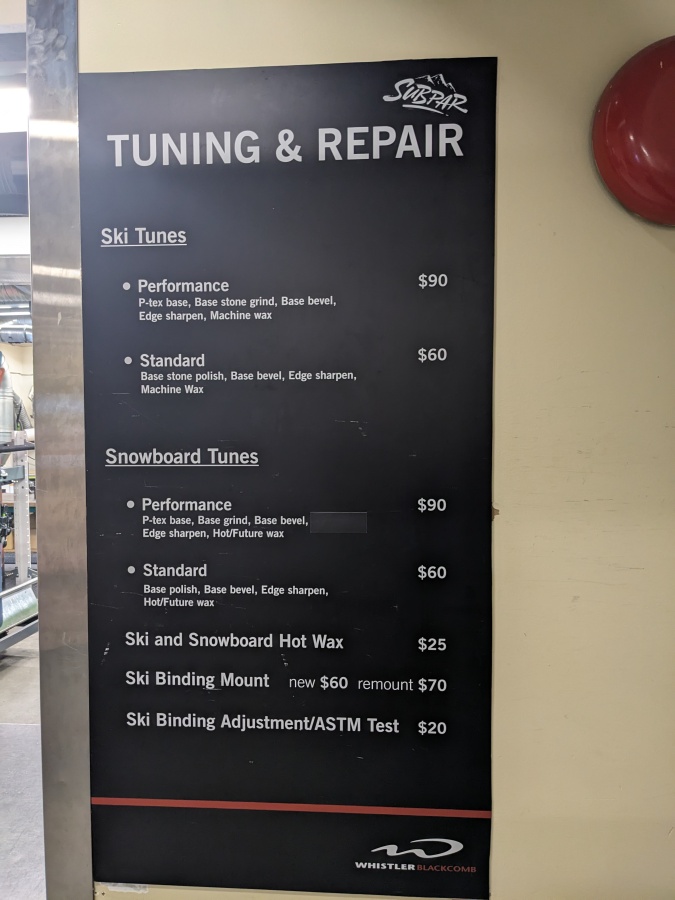 SUBPAR
TUNING & REPAIR
Ski Tunes
• Performance $90
P-tex base, Base stone grind, Base bevel,
Edge sharpen, Machine wax
• Standard $60
Base stone polish, Base bevel, Edge sharpen,
Machine Wax
Snowboard Tunes
• Performance $90
P-tex base, Base grind, Base bevel,
Edge sharpen, Hot/Future wax
• Standard $60
Base polish, Base bevel, Edge sharpen,
Hot/Future wax
Ski and Snowboard Hot Wax $25
Ski Binding Mount new $60 remount $70
Ski Binding Adjustment/ASTM Test $20
WHISTLERBLACKCOMB